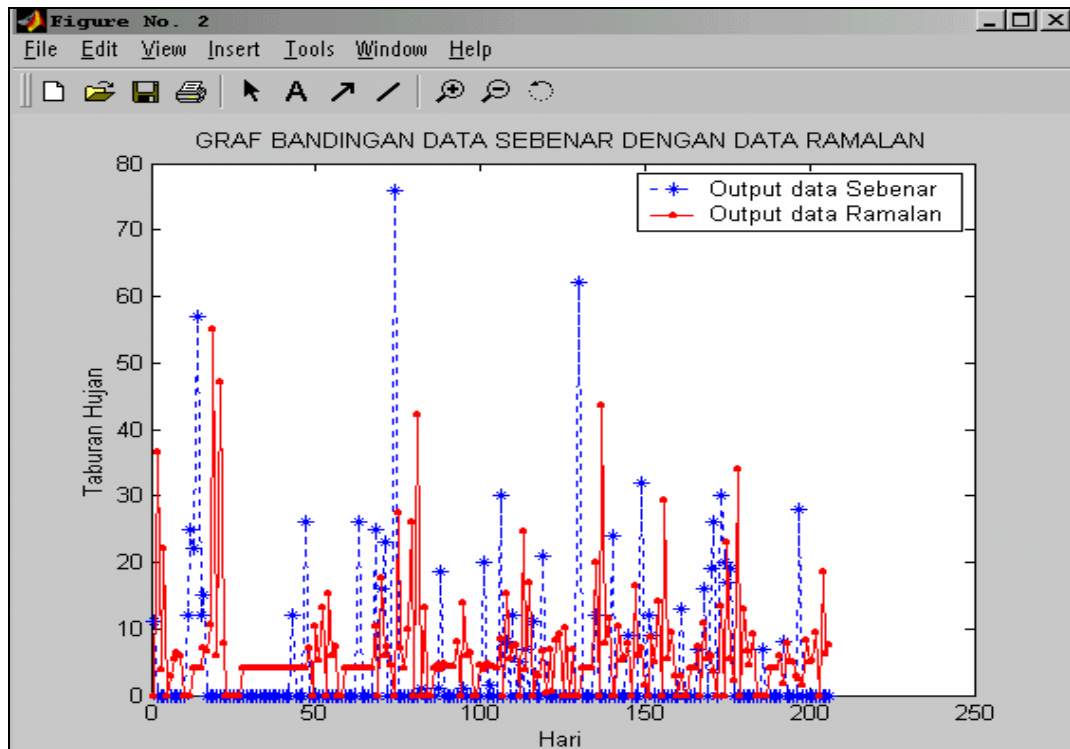 Figure No. 2
File Edit View Insert Tools Window Help
A
GRAF BANDINGAN DATA SEBENAR DENGAN DATA RAMALAN
Output data Sebenar
Output data Ramalan
80
70
60
50
40
30
20
10
0
Taburan Hujan
0 50 100 150 200 250
Hari